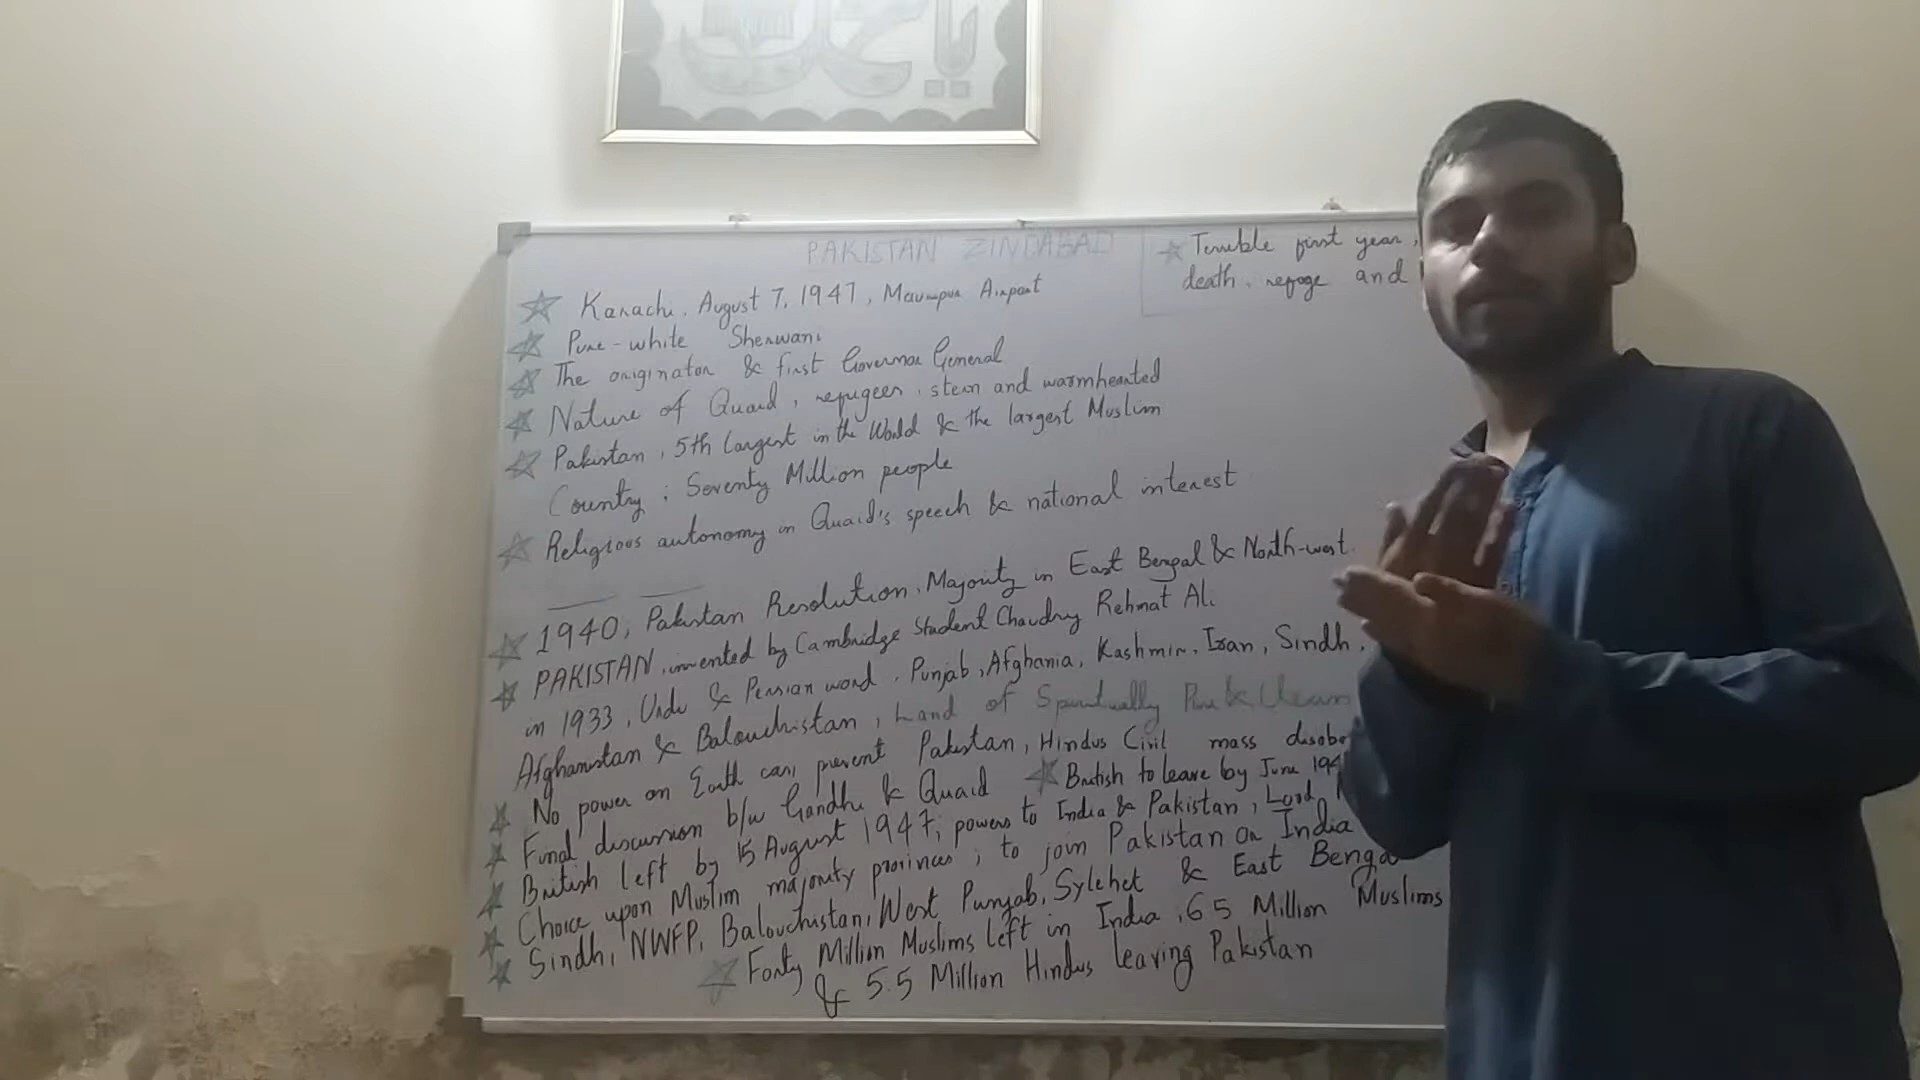 يا محمد
PAKISTAN ZINDABAD
Terrible first year,
death, refuge and
Karachi, August 7, 1947, Mauripur Airport
Pure-white Sherwani
The originator & first Governor General
Nature of Quaid, refugees, stern and warmhearted
Pakistan, 5th largest in the World & the largest Muslim
Country; Seventy Million people
Religious autonomy in Quaid's speech & national interest
1940, Pakistan Resolution, Majority in East Bengal & North-west
PAKISTAN, invented by Cambridge Student Chaudry Rehmat Ali
in 1933, Urdu & Persian word, Punjab, Afghania, Kashmir, Iran, Sindh,
Afghanistan & Balouchistan, Land of Spiritually Pure & Clean
No power on Earth can prevent Pakistan, Hindus Civil mass disobe
Final discussion b/w Gandhi & Quaid
British to leave by June 194
British left by 15 August 1947; powers to India & Pakistan, Lord
Choice upon Muslim majority provinces; to join Pakistan or India
Sindh, NWFP, Balouchistan, West Punjab, Sylehet & East Benga
Forty Million Muslims left in India, 65 Million Muslims
& 5.5 Million Hindus leaving Pakistan